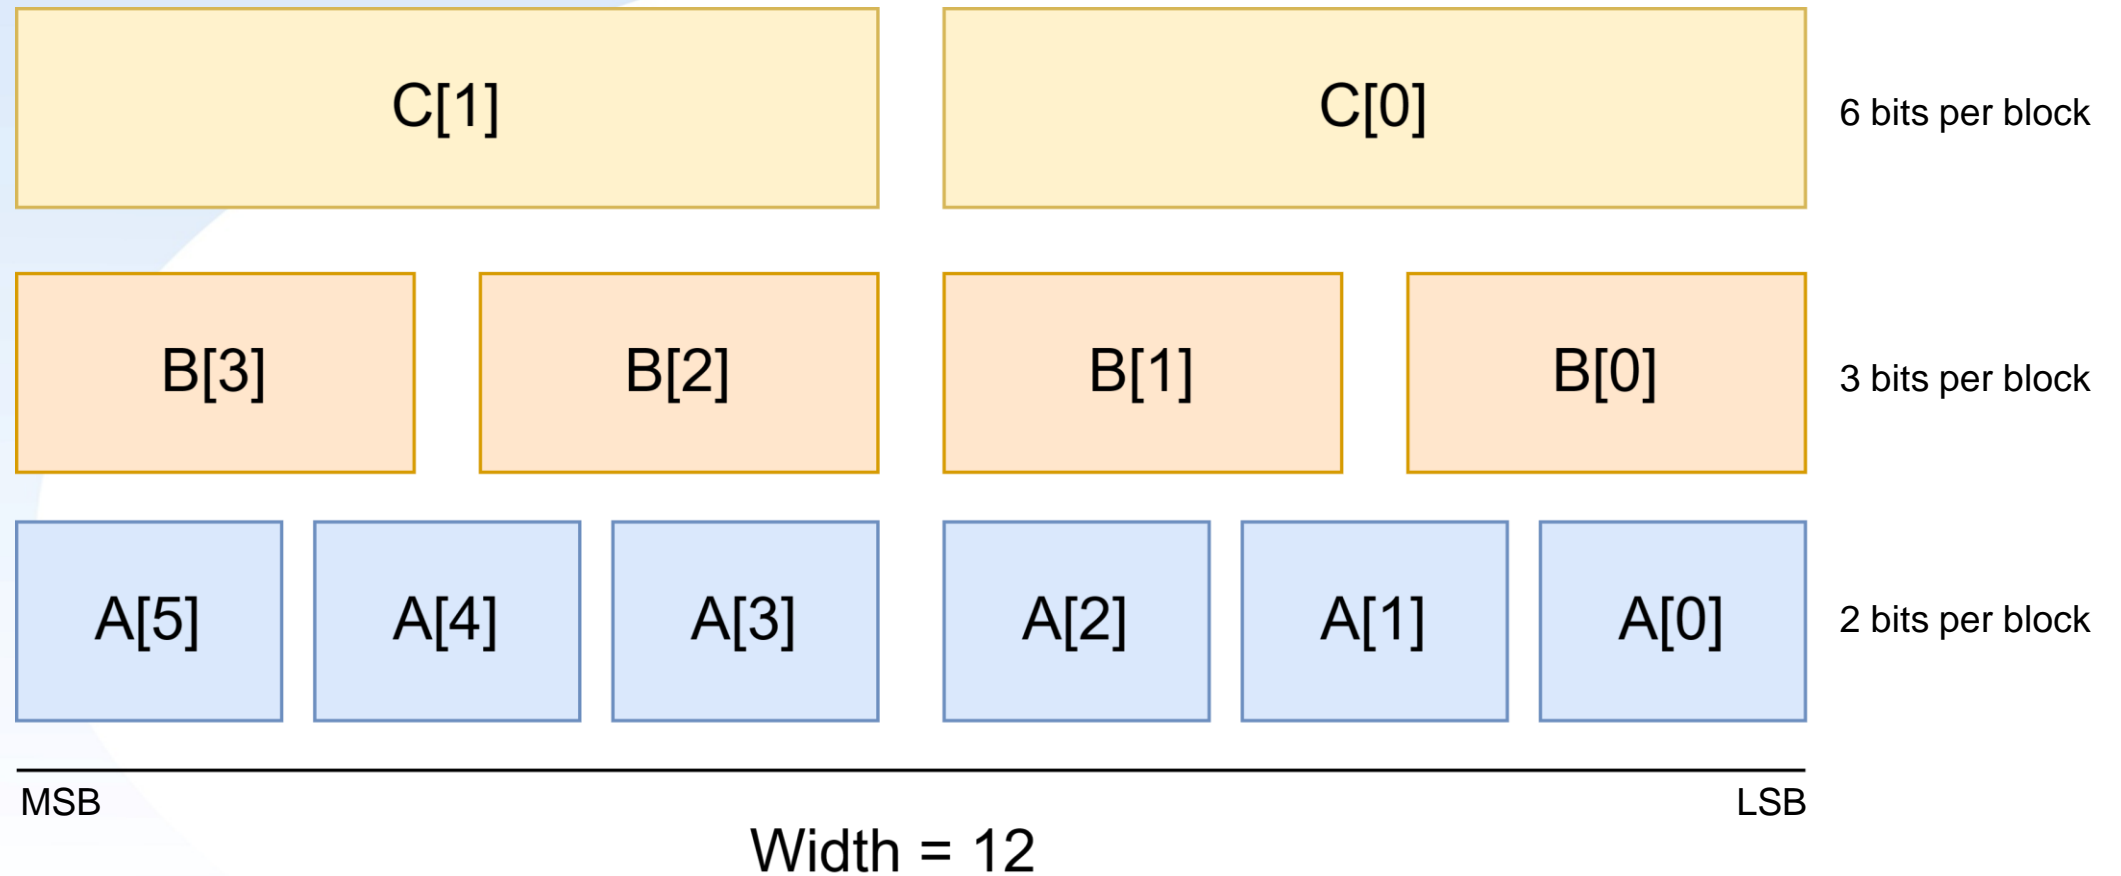 C[1] C[0] 6 bits per block
B[3] B[2] B[1] B[0] 3 bits per block
A[5] A[4] A[3] A[2] A[1] A[0] 2 bits per block
MSB LSB
Width = 12